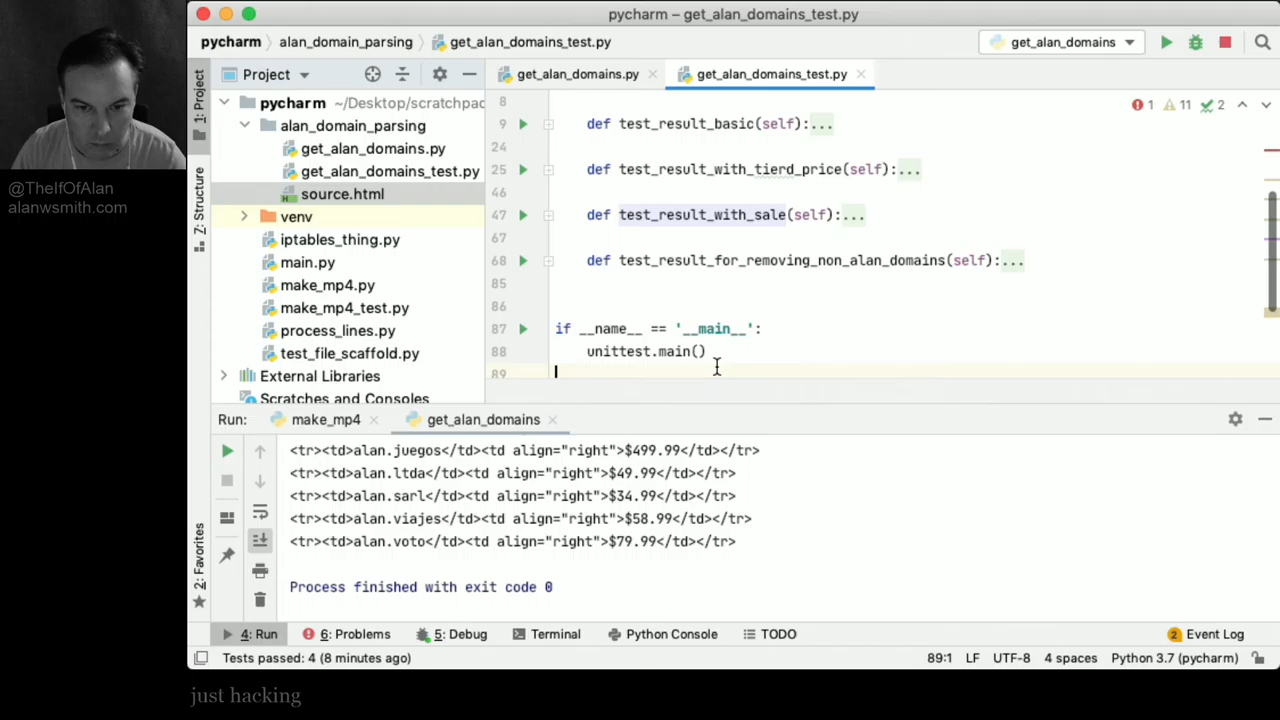 pycharm – get_alan_domains_test.py
pycharm alan_domain_parsing get_alan_domains_test.py get_alan_domains
Project get_alan_domains.py get_alan_domains_test.py
1: Project
Z: Structure
2: Favorites
pycharm ~/Desktop/scratchpac
alan_domain_parsing
get_alan_domains.py
get_alan_domains_test.py
source.html
venv
iptables_thing.py
main.py
make_mp4.py
make_mp4_test.py
process_lines.py
test_file_scaffold.py
External Libraries
Scratches and Consoles
1 11 2
8
9 def test_result_basic(self):...
24
25 def test_result_with_tierd_price(self):...
46
47 def test_result_with_sale(self):...
67
68 def test_result_for_removing_non_alan_domains(self):...
85
86
87 if __name__ == '__main__':
88 unittest.main()
89
Run: make_mp4 get_alan_domains
<tr><td>alan.juegos</td><td align="right">$499.99</td></tr>
<tr><td>alan.ltda</td><td align="right">$49.99</td></tr>
<tr><td>alan.sarl</td><td align="right">$34.99</td></tr>
<tr><td>alan.viajes</td><td align="right">$58.99</td></tr>
<tr><td>alan.voto</td><td align="right">$79.99</td></tr>
Process finished with exit code 0
4: Run 6: Problems 5: Debug Terminal Python Console TODO 2 Event Log
Tests passed: 4 (8 minutes ago) 89:1 LF UTF-8 4 spaces Python 3.7 (pycharm)
@TheIfOfAlan
alanwsmith.com
just hacking